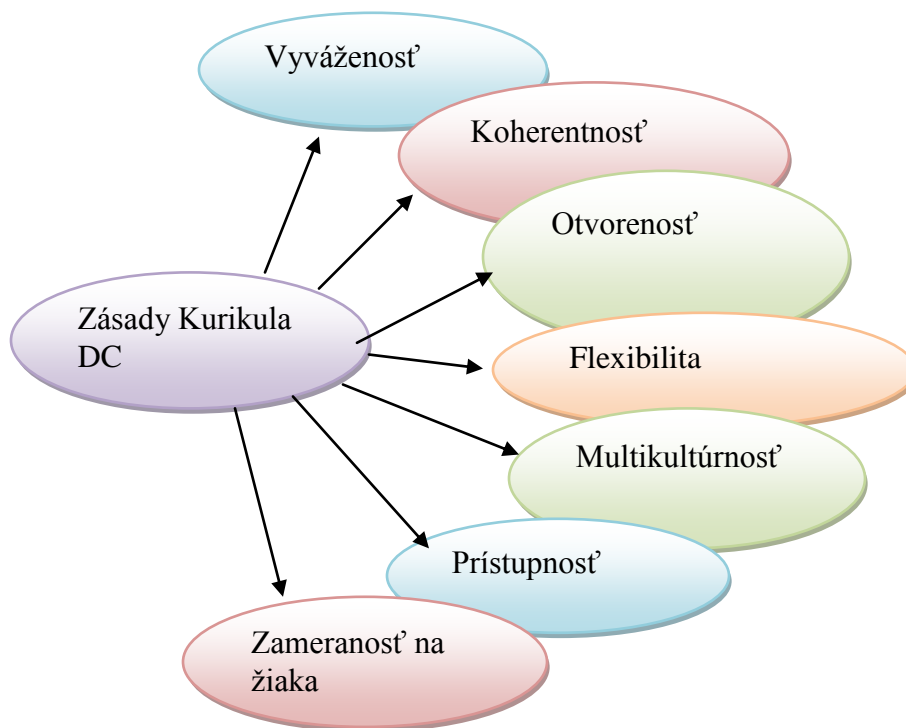 Vyváženosť
Koherentnosť
Otvorenosť
Zásady Kurikula
DC
Flexibilita
Multikultúrnosť
Prístupnosť
Zameranosť na
žiaka